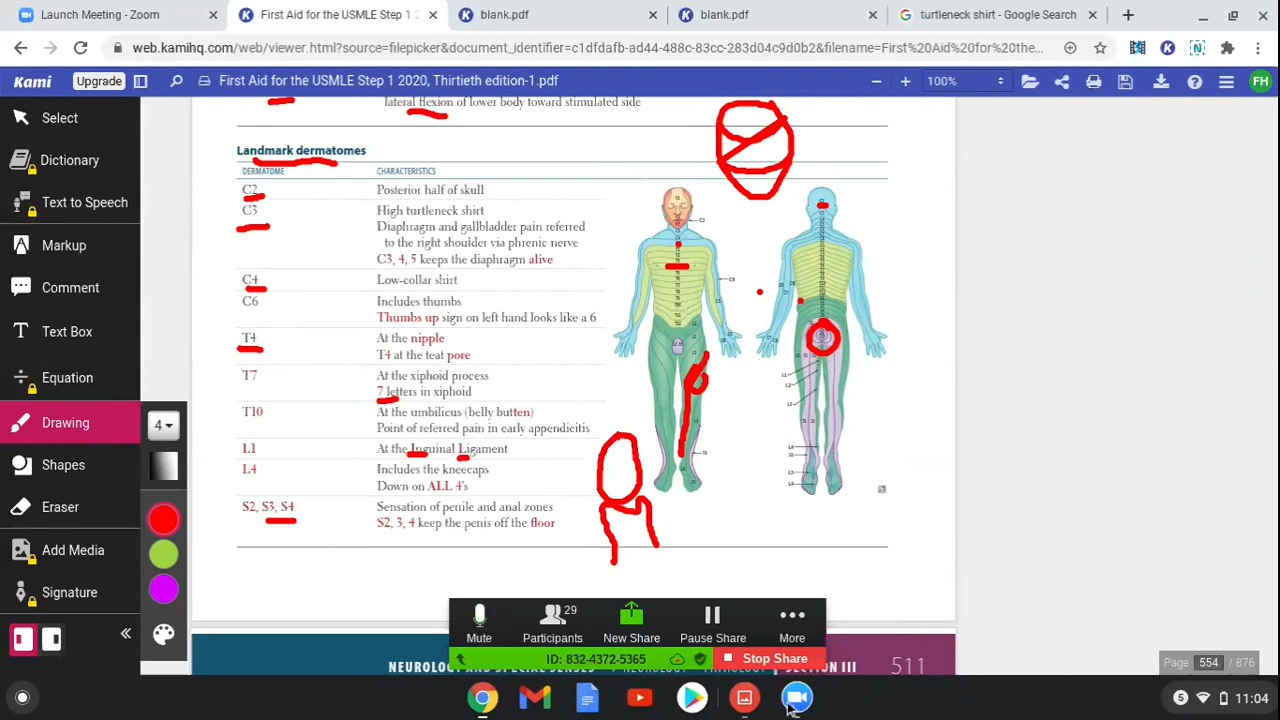 Launch Meeting - Zoom
First Aid for the USMLE Step 1 2
blank.pdf
blank.pdf
turtleneck shirt - Google Search
web.kamihq.com/web/viewer.html?source=filepicker&document_identifier=c1dfdafb-ad44-488c-83cc-283d04c9d0b2&filename=First%20Aid%20for%20the...
Kami
Upgrade
First Aid for the USMLE Step 1 2020, Thirtieth edition-1.pdf
100%
FH
Select
Dictionary
Text to Speech
Markup
Comment
Text Box
Equation
Drawing
Shapes
Eraser
Add Media
Signature
4
lateral flexion of lower body toward stimulated side
Landmark dermatomes
DERMATOME CHARACTERISTICS
C2 Posterior half of skull
C3 High turtleneck shirt
Diaphragm and gallbladder pain referred
to the right shoulder via phrenic nerve
C3, 4, 5 keeps the diaphragm alive
C4 Low-collar shirt
C6 Includes thumbs
Thumbs up sign on left hand looks like a 6
T4 At the nipple
T4 at the teat pore
T7 At the xiphoid process
7 letters in xiphoid
T10 At the umbilicus (belly butten)
Point of referred pain in early appendicitis
L1 At the Inguinal Ligament
L4 Includes the kneecaps
Down on ALL 4's
S2, S3, S4 Sensation of penile and anal zones
S2, 3, 4 keep the penis off the floor
Mute
Participants
29
New Share
Pause Share
More
ID: 832-4372-5365
Stop Share
NEUROLOGY AND SPECIAL SENSES
SECTION III
511
Page 554 / 876
5
11:04